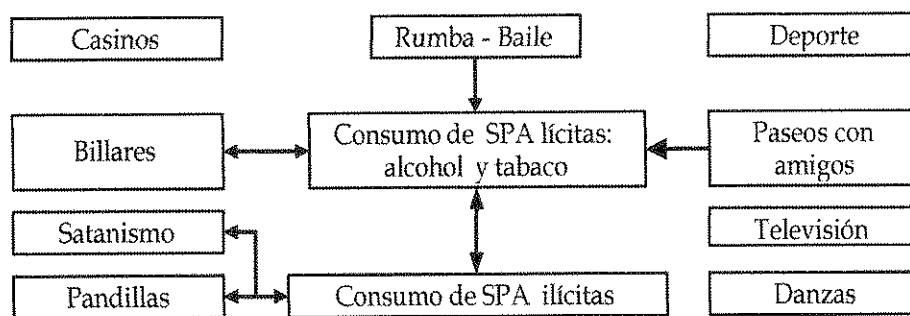 Casinos
Rumba - Baile
Deporte
Billares
Consumo de SPA lícitas:
alcohol y tabaco
Paseos con
amigos
Satanismo
Televisión
Pandillas
Consumo de SPA ilícitas
Danzas